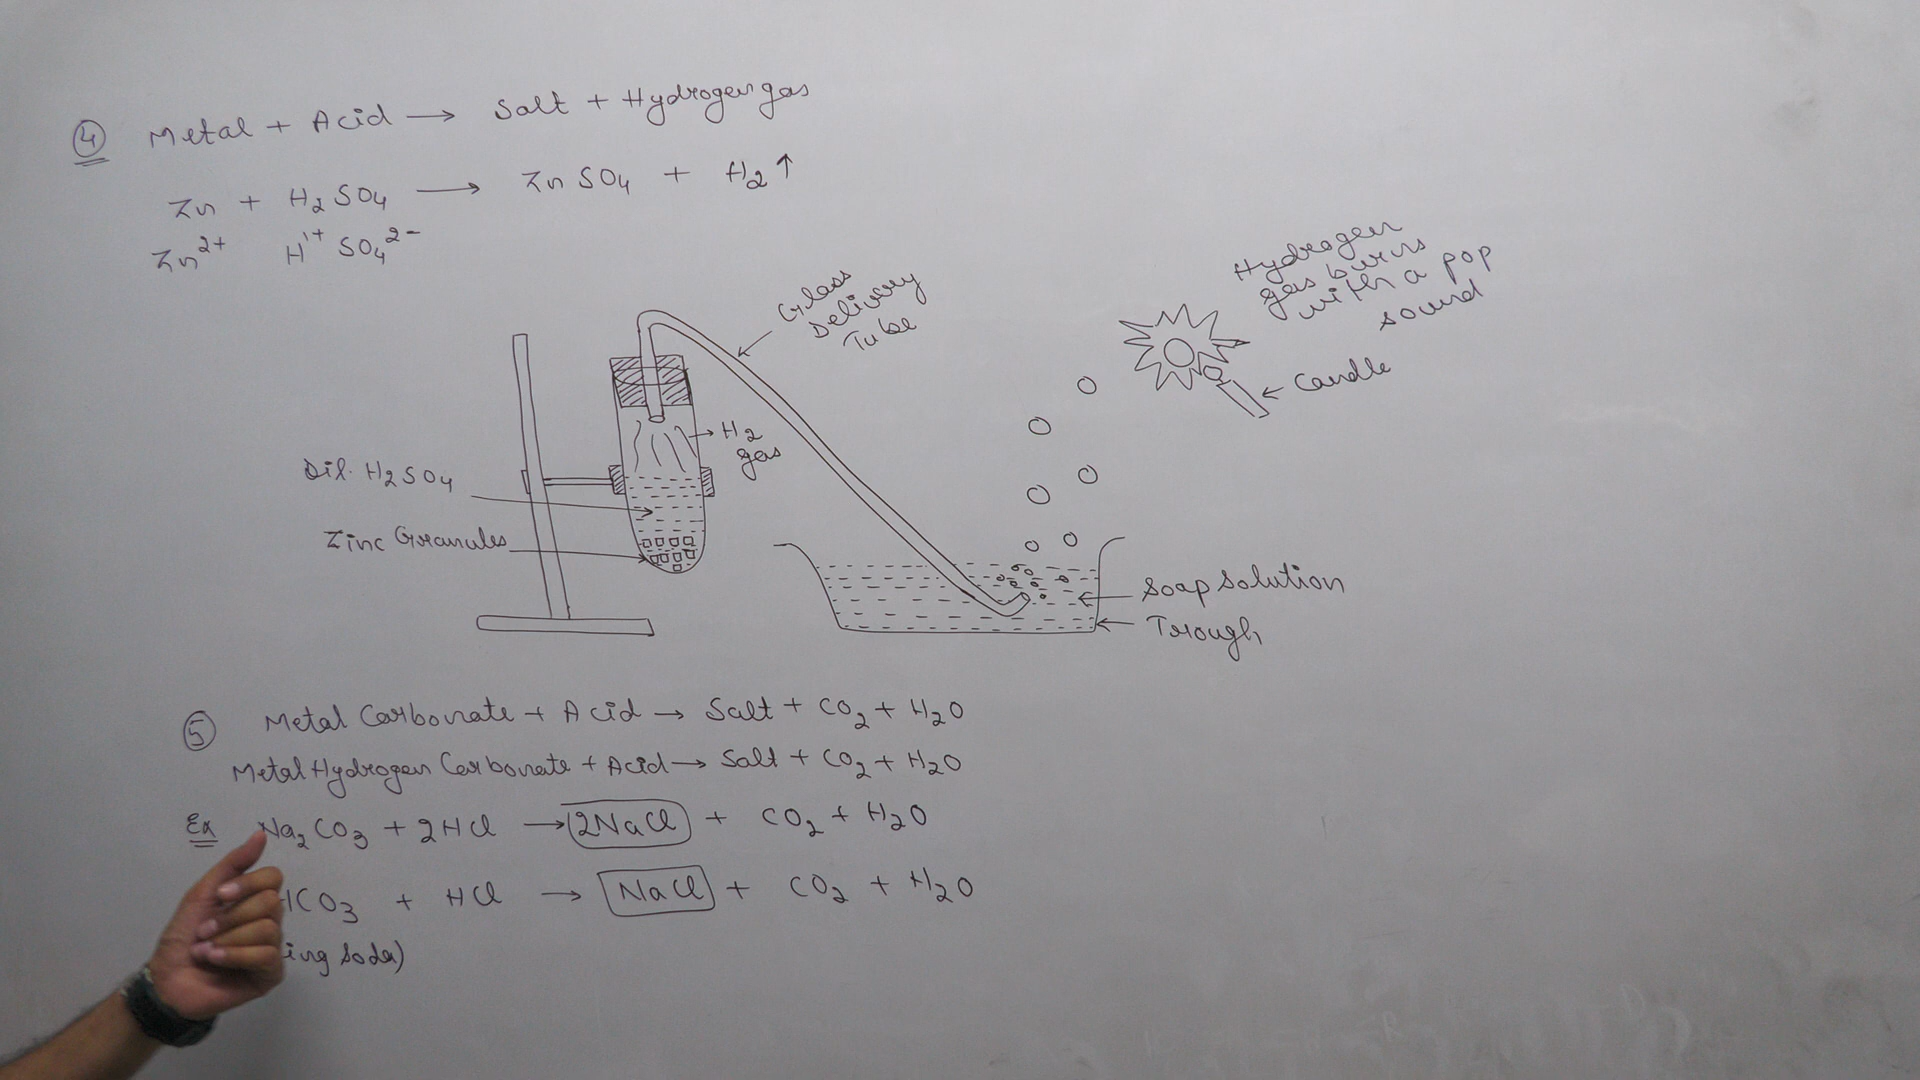 ④ Metal + Acid → Salt + Hydrogen gas
Zn + H₂SO₄ → ZnSO₄ + H₂↑
Zn²⁺ H¹⁺ SO₄²⁻
Glass
Delivery
Tube
Hydrogen
gas burns
with a pop
sound
Candle
H₂
gas
Dil. H₂SO₄
Zinc Granules
Soap Solution
Trough
⑤ Metal Carbonate + Acid → Salt + CO₂ + H₂O
Metal Hydrogen Carbonate + Acid → Salt + CO₂ + H₂O
Ex Na₂CO₃ + 2HCl → 2NaCl + CO₂ + H₂O
HCO₃ + HCl → NaCl + CO₂ + H₂O
ing Soda)